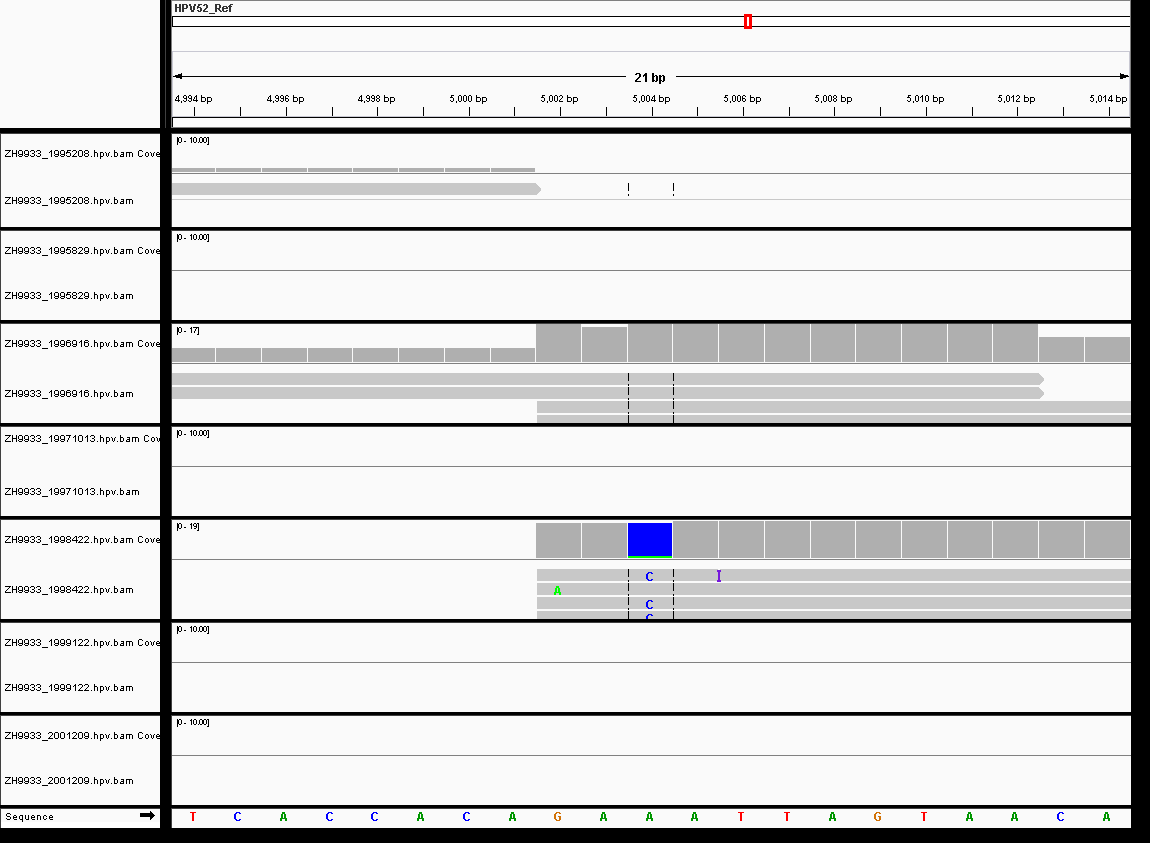 HPV52_Ref
21 bp
4,994 bp 4,996 bp 4,998 bp 5,000 bp 5,002 bp 5,004 bp 5,006 bp 5,008 bp 5,010 bp 5,012 bp 5,014 bp
[0 - 10.00]
ZH9933_1995208.hpv.bam Cove
ZH9933_1995208.hpv.bam
[0 - 10.00]
ZH9933_1995829.hpv.bam Cove
ZH9933_1995829.hpv.bam
[0 - 17]
ZH9933_1996916.hpv.bam Cove
ZH9933_1996916.hpv.bam
[0 - 10.00]
ZH9933_19971013.hpv.bam Cov
ZH9933_19971013.hpv.bam
[0 - 19]
ZH9933_1998422.hpv.bam Cove
C I
ZH9933_1998422.hpv.bam A
C
C
[0 - 10.00]
ZH9933_1999122.hpv.bam Cove
ZH9933_1999122.hpv.bam
[0 - 10.00]
ZH9933_2001209.hpv.bam Cove
ZH9933_2001209.hpv.bam
Sequence T C A C C A C A G A A A T T A G T A A C A